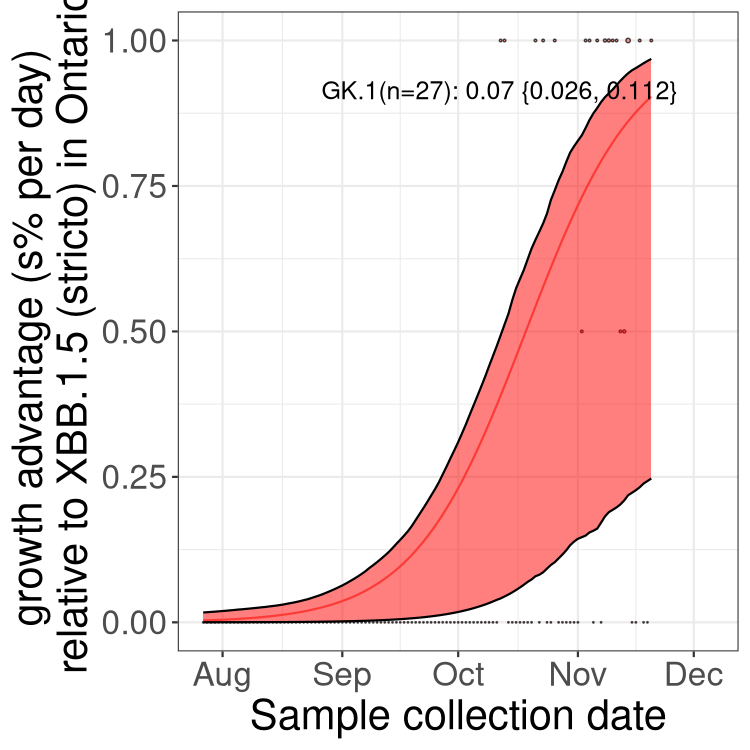 growth advantage (s% per day)
relative to XBB.1.5 (stricto) in Ontario
1.00
0.75
0.50
0.25
0.00
GK.1(n=27): 0.07 {0.026, 0.112}
Aug Sep Oct Nov Dec
Sample collection date